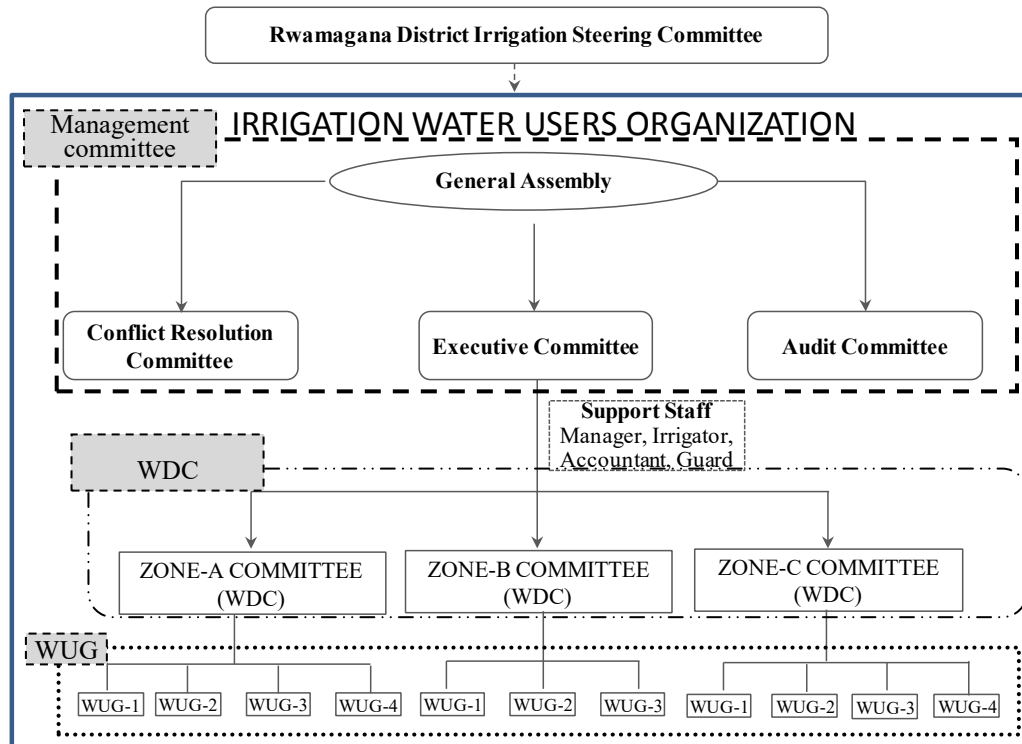 Rwamagana District Irrigation Steering Committee
Management
committee
IRRIGATION WATER USERS ORGANIZATION
General Assembly
Conflict Resolution
Committee
Executive Committee
Audit Committee
Support Staff
Manager, Irrigator,
Accountant, Guard
WDC
ZONE-A COMMITTEE
(WDC)
ZONE-B COMMITTEE
(WDC)
ZONE-C COMMITTEE
(WDC)
WUG
WUG-1
WUG-2
WUG-3
WUG-4
WUG-1
WUG-2
WUG-3
WUG-1
WUG-2
WUG-3
WUG-4